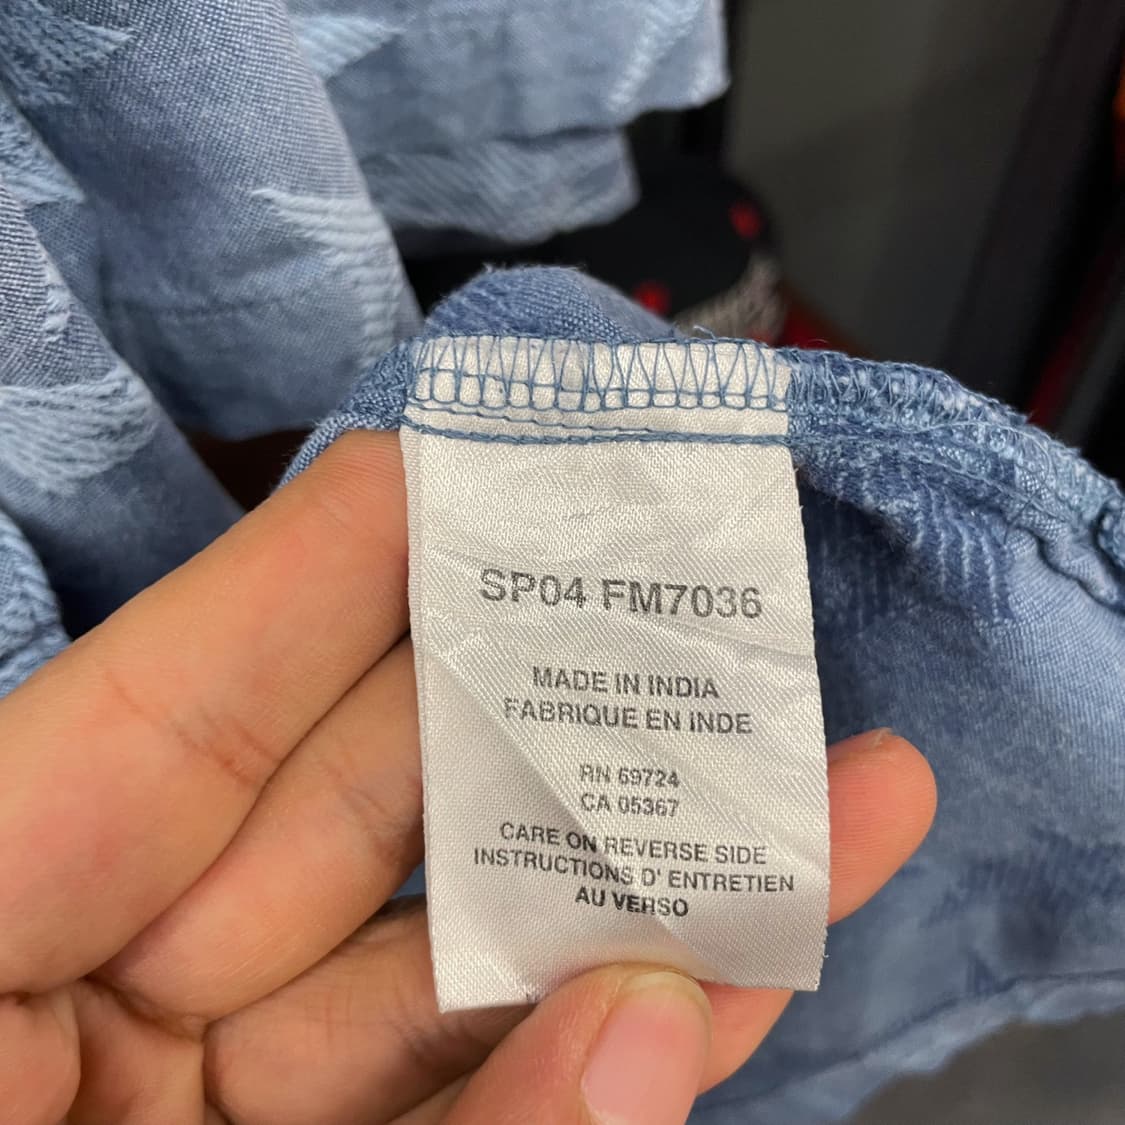 SP04 FM7036
MADE IN INDIA
FABRIQUE EN INDE
RN 69724
CA 05367
CARE ON REVERSE SIDE
INSTRUCTIONS D' ENTRETIEN
AU VERSO